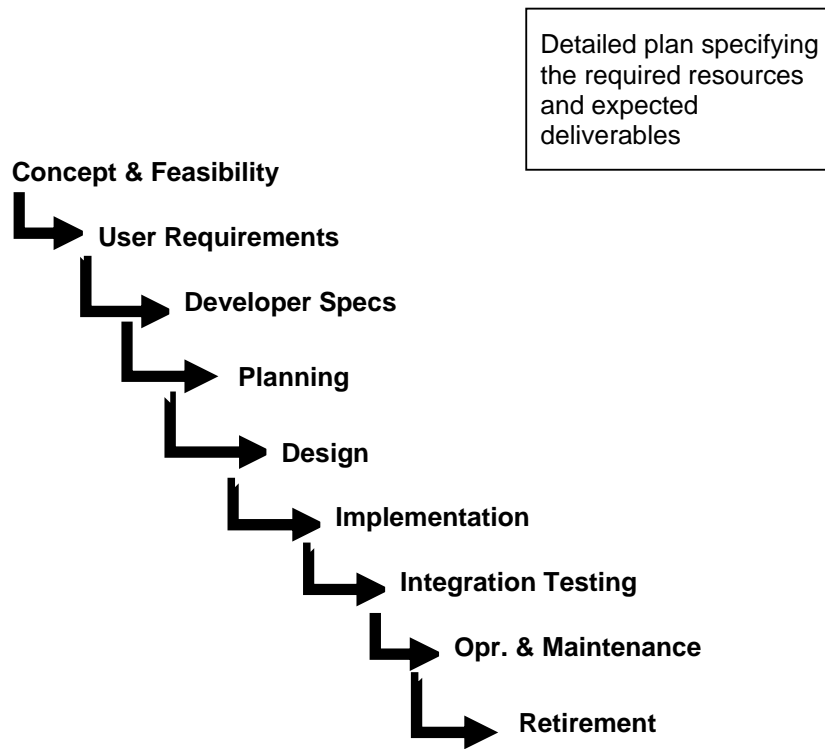 Detailed plan specifying
the required resources
and expected
deliverables
Concept & Feasibility
User Requirements
Developer Specs
Planning
Design
Implementation
Integration Testing
Opr. & Maintenance
Retirement